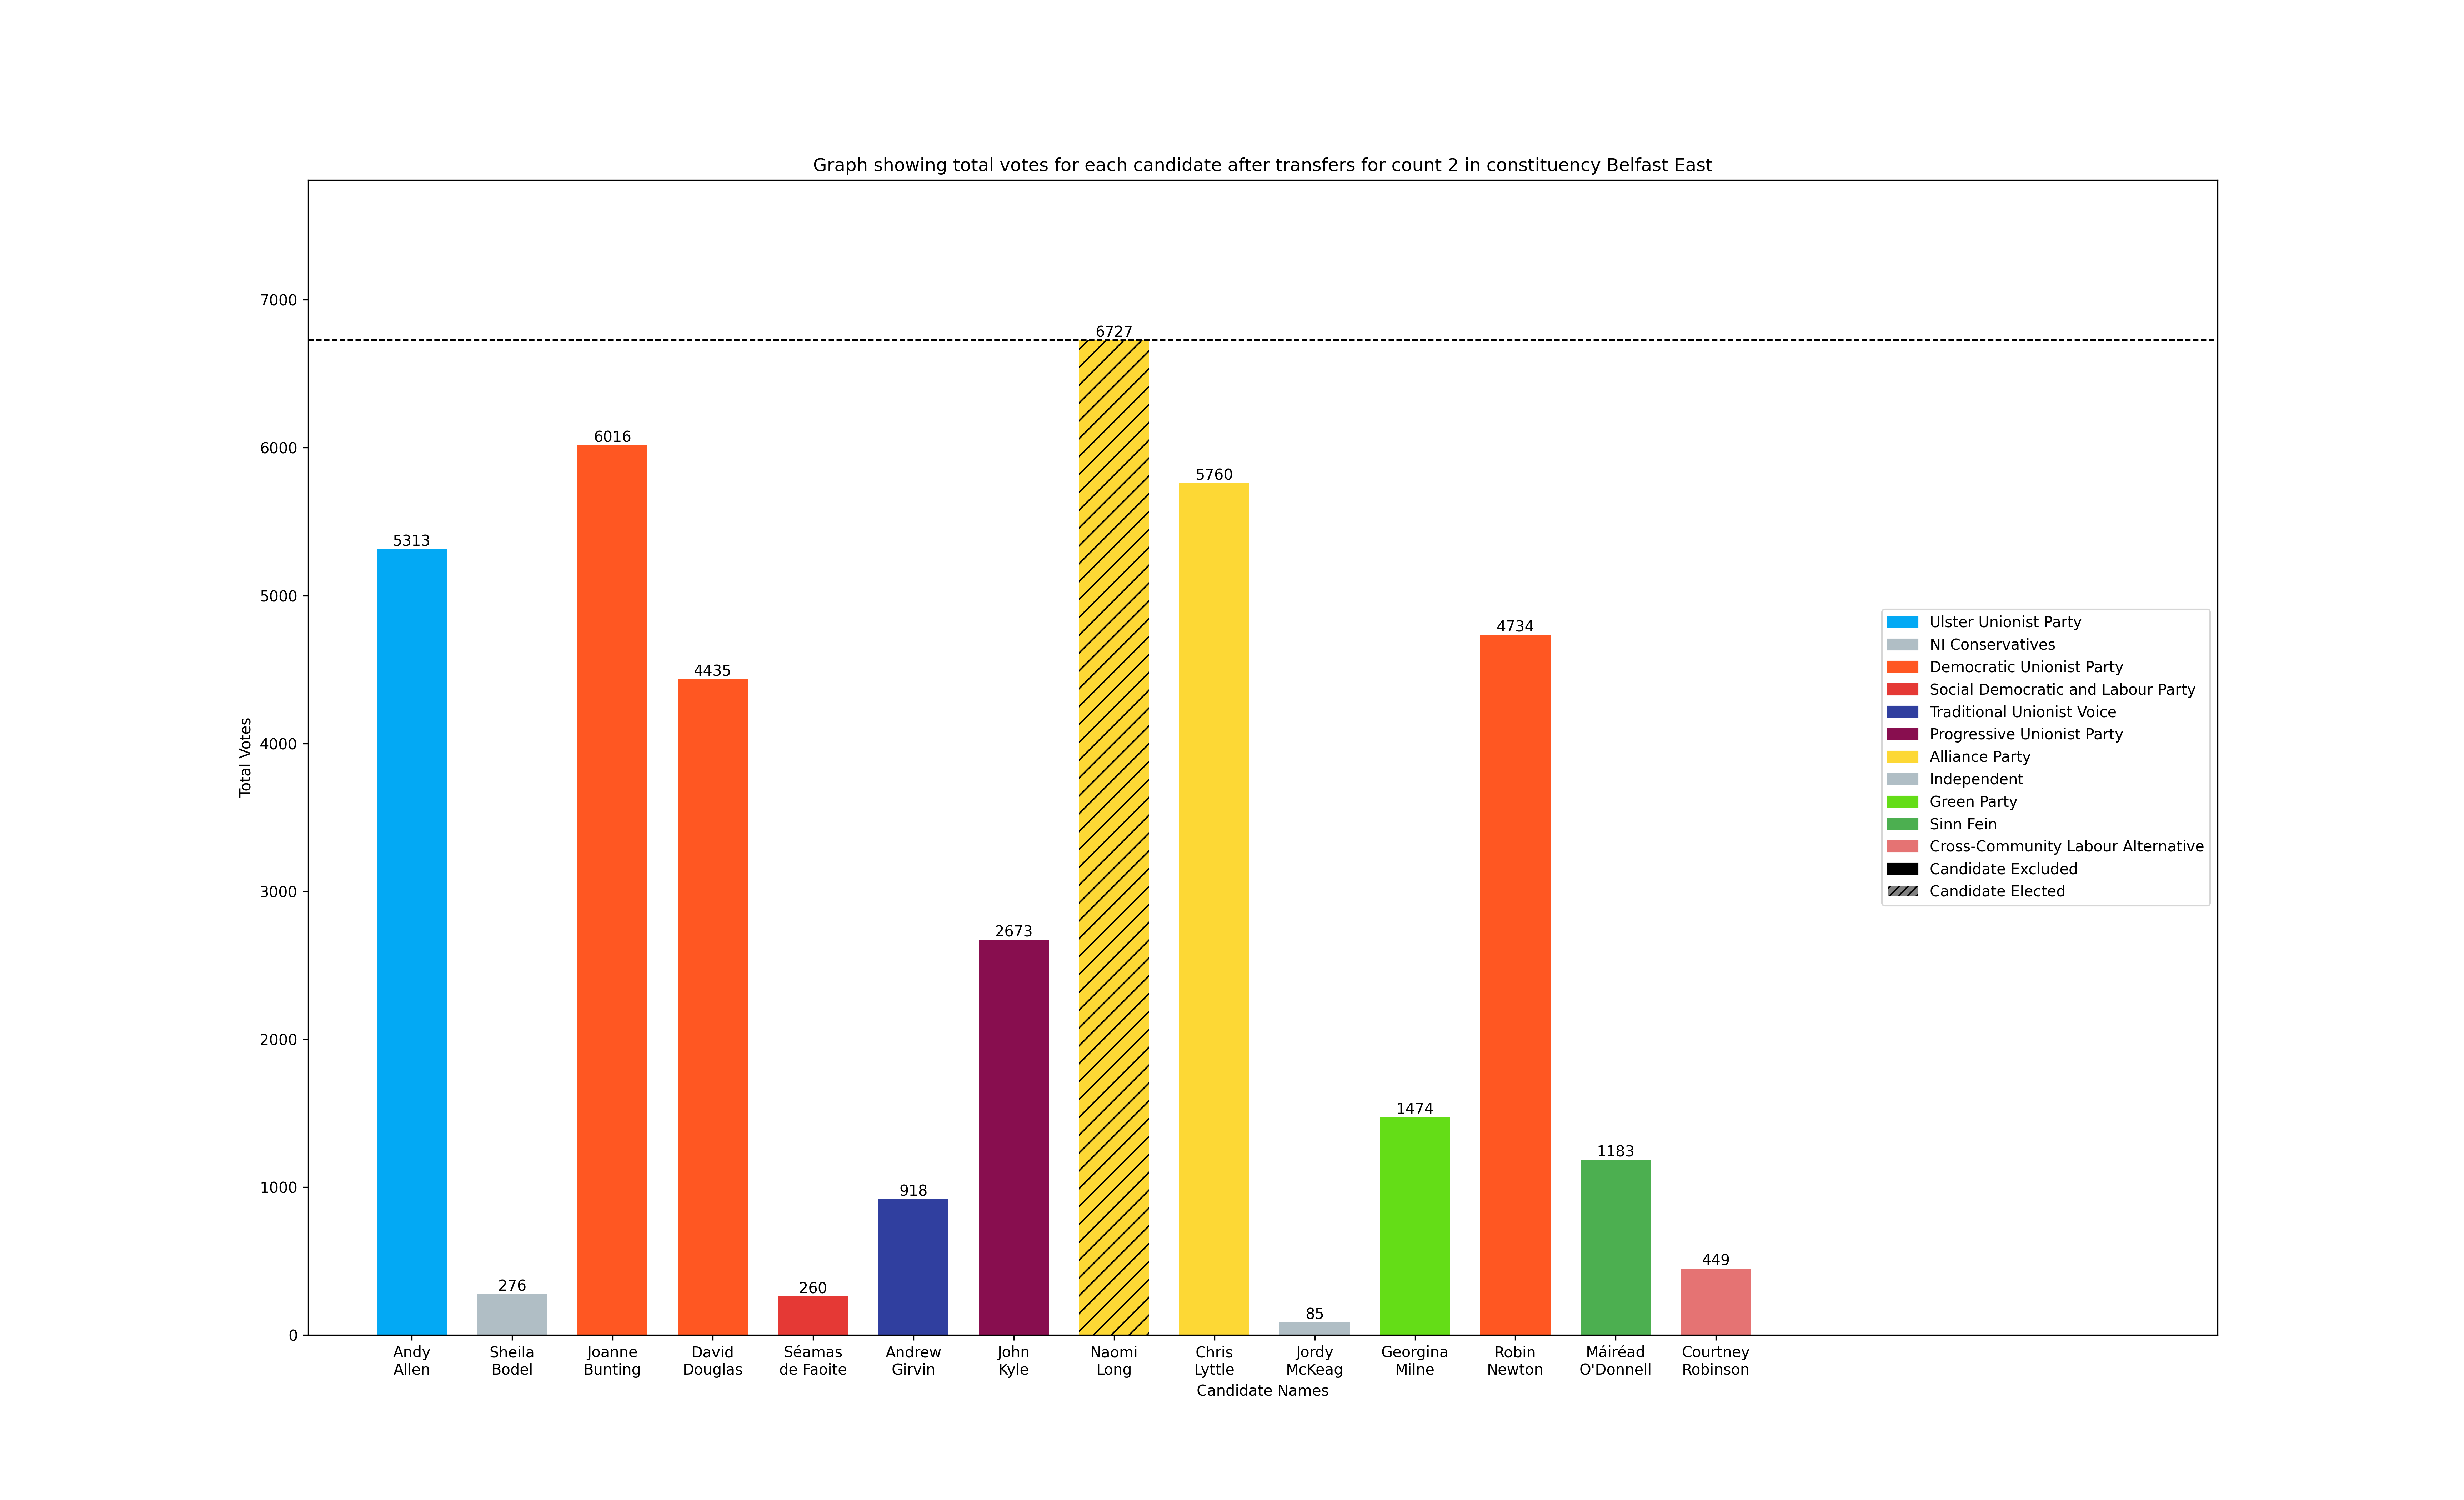 Graph showing total votes for each candidate after transfers for count 2 in constituency Belfast East
Total Votes
7000
6000
5000
4000
3000
2000
1000
0
5313
276
6016
4435
260
918
2673
6727
5760
85
1474
4734
1183
449
Andy
Allen
Sheila
Bodel
Joanne
Bunting
David
Douglas
Séamas
de Faoite
Andrew
Girvin
John
Kyle
Naomi
Long
Chris
Lyttle
Jordy
McKeag
Georgina
Milne
Robin
Newton
Máiréad
O'Donnell
Courtney
Robinson
Candidate Names
Ulster Unionist Party
NI Conservatives
Democratic Unionist Party
Social Democratic and Labour Party
Traditional Unionist Voice
Progressive Unionist Party
Alliance Party
Independent
Green Party
Sinn Fein
Cross-Community Labour Alternative
Candidate Excluded
Candidate Elected